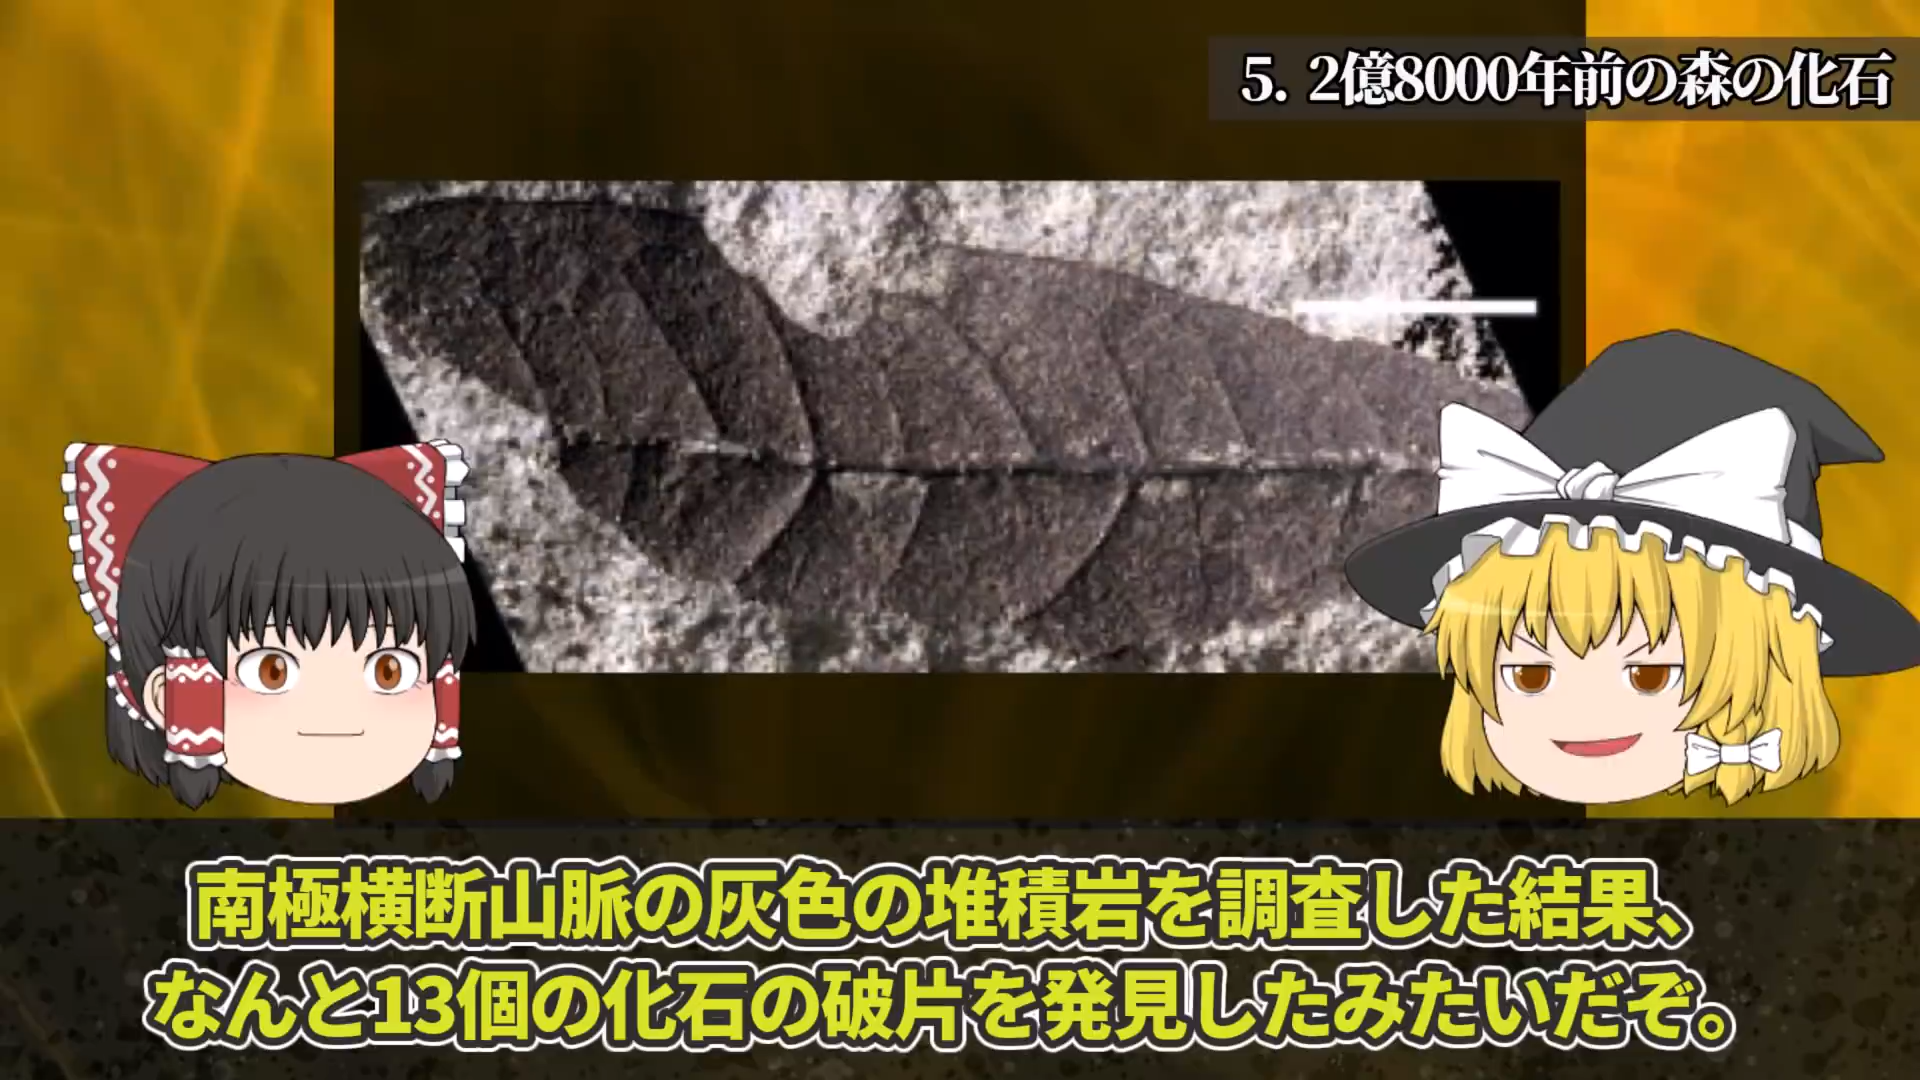 5. 2億8000年前の森の化石
南極横断山脈の灰色の堆積岩を調査した結果、
なんと13個の化石の破片を発見したみたいだぞ。